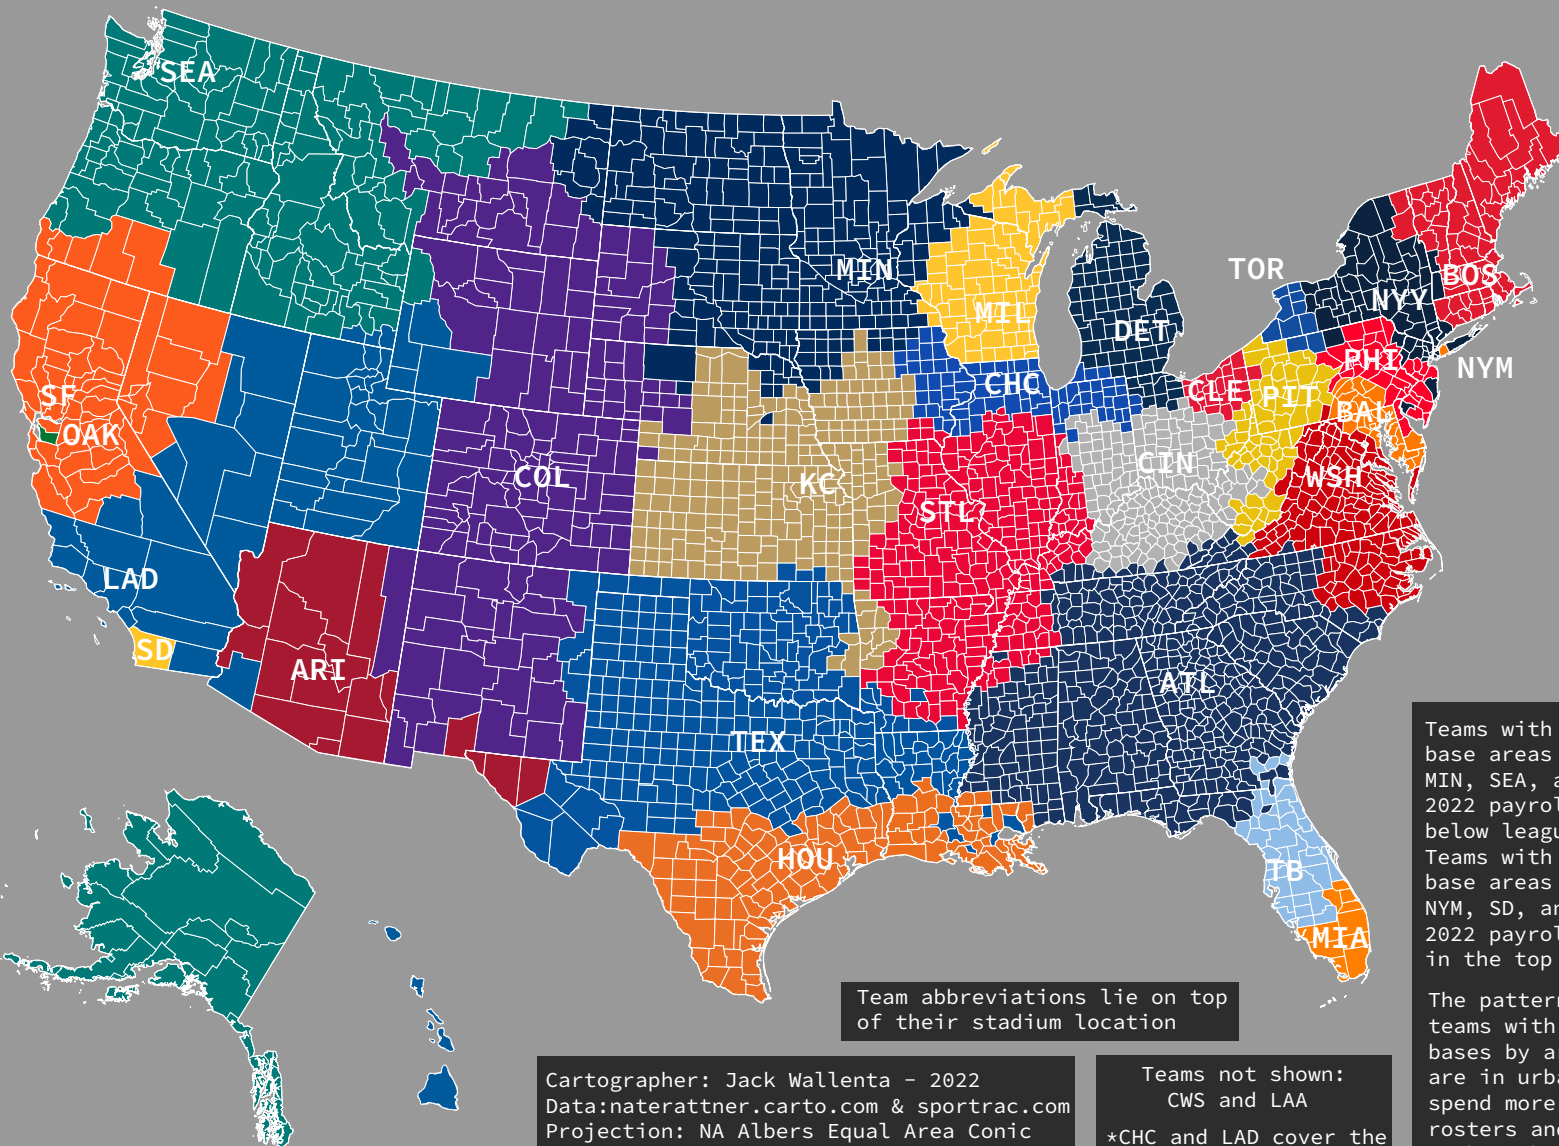 SEA
MIN
TOR
BOS
NYY
MIL
DET
NYM
PHI
CHC
CLE
PIT
SF
BAL
OAK
CIN
WSH
COL
KC
STL
LAD
SD
ARI
ATL
TEX
HOU
TB
MIA
Teams with
base areas
MIN, SEA, a
2022 payrol
below leagu
Teams with
base areas
NYM, SD, an
2022 payrol
in the top
The pattern
teams with
bases by a
are in urba
spend more
rosters and
Team abbreviations lie on top
of their stadium location
Cartographer: Jack Wallenta - 2022
Data:naterattner.carto.com & sportrac.com
Projection: NA Albers Equal Area Conic
Teams not shown:
CWS and LAA
*CHC and LAD cover the